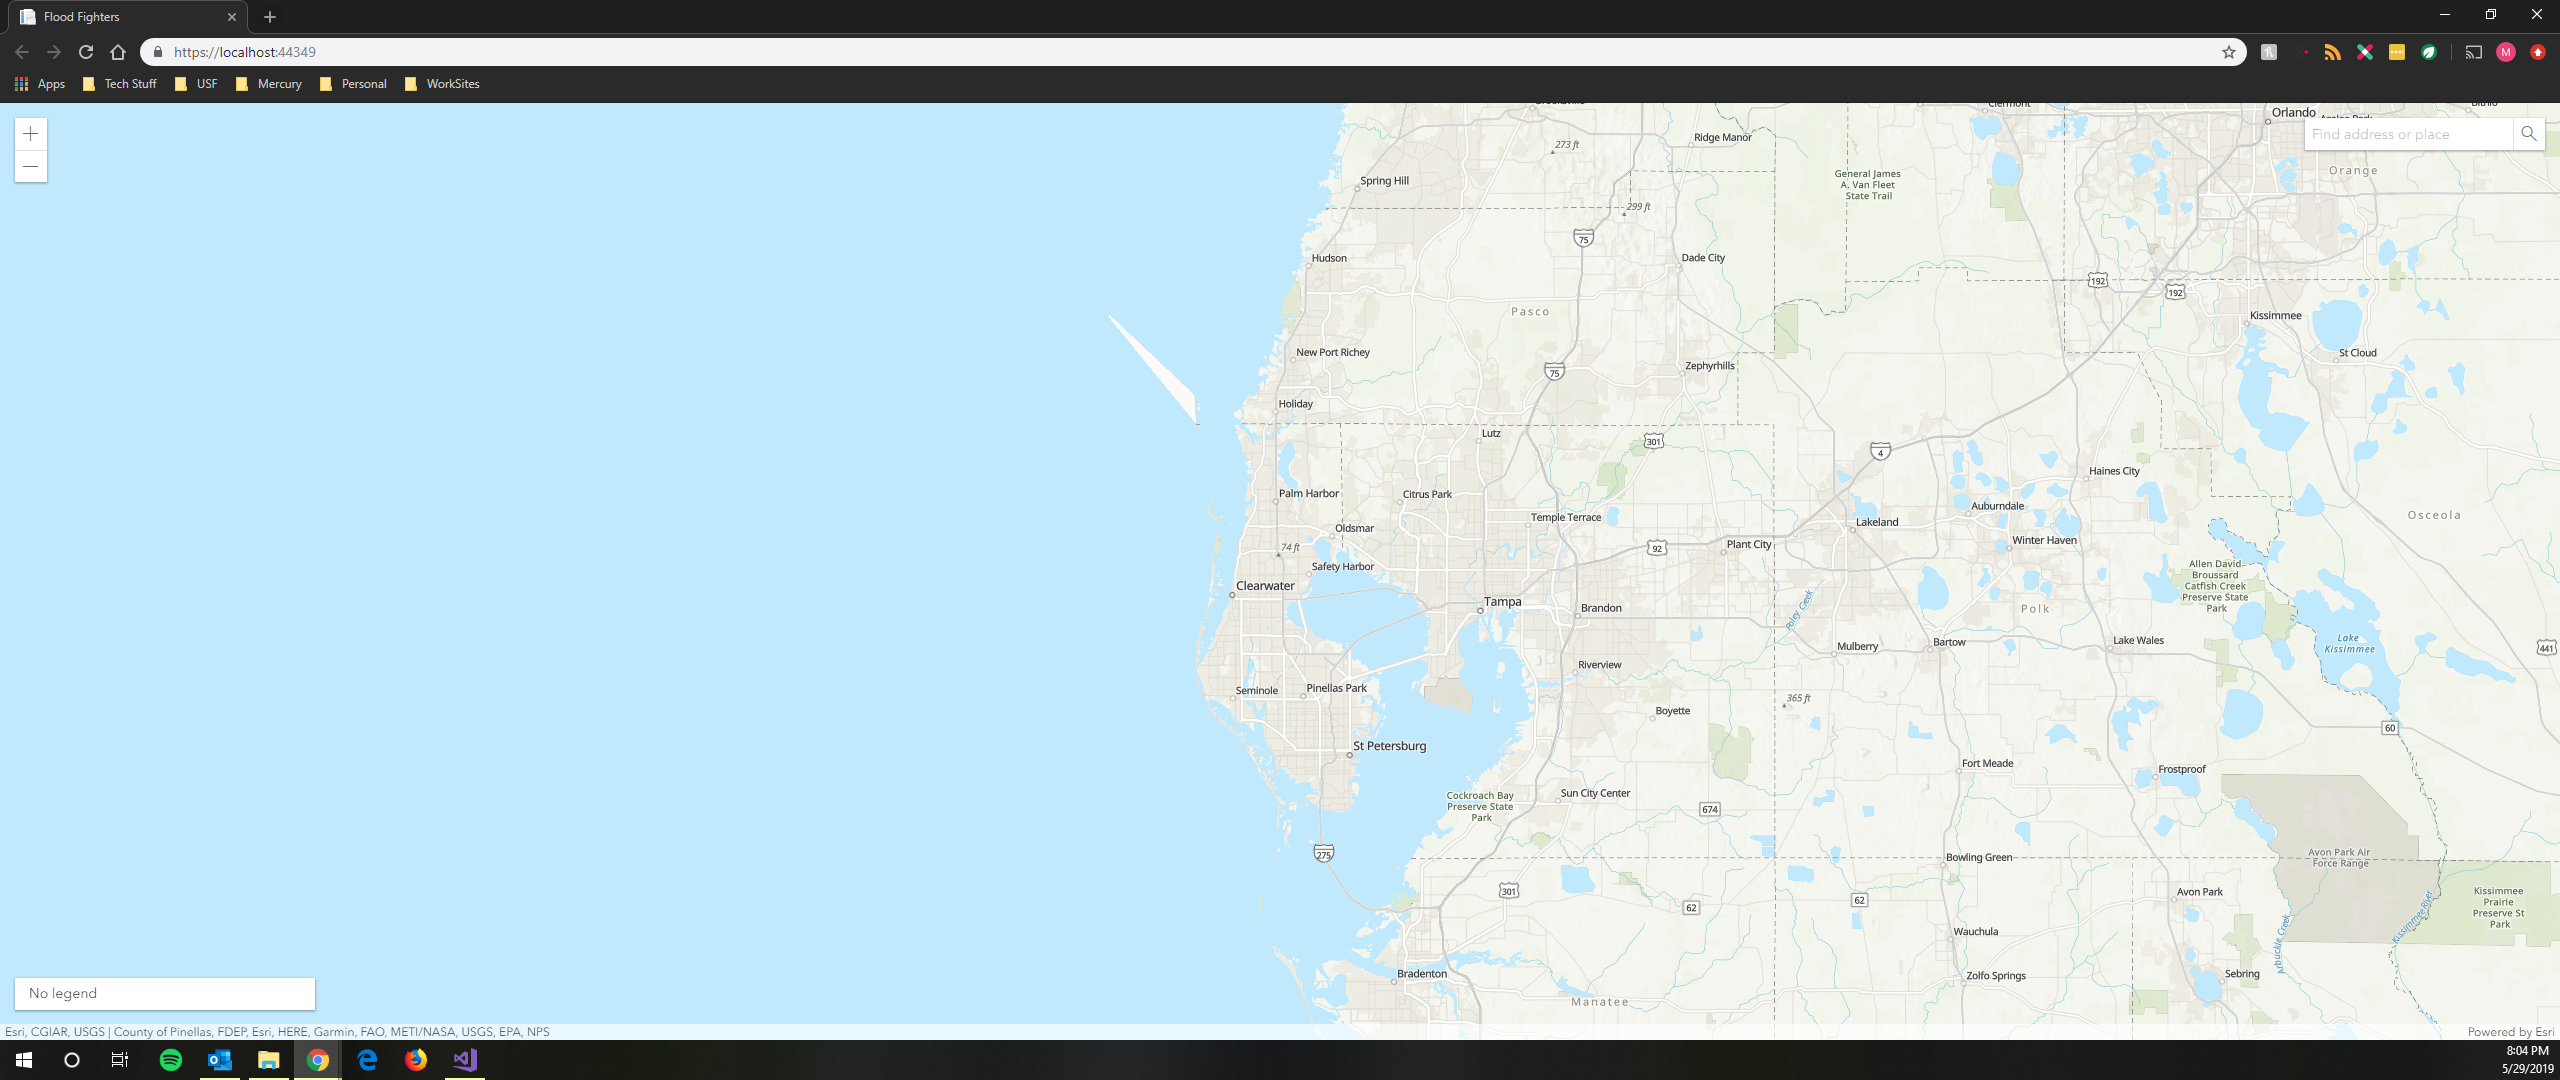 Flood Fighters
https://localhost:44349
Apps
Tech Stuff
USF
Mercury
Personal
WorkSites
M
Clermont
Orlando
Find address or place
273 ft
Ridge Manor
Orange
Spring Hill
General James
A. Van Fleet
State Trail
299 ft
75
Hudson
Dade City
192
192
Pasco
Kissimmee
New Port Richey
St Cloud
75
Zephyrhills
Holiday
Lutz
301
4
Haines City
Palm Harbor
Citrus Park
Auburndale
Osceola
Temple Terrace
Lakeland
Oldsmar
74 ft
92
Plant City
Winter Haven
Safety Harbor
Allen David
Broussard
Catfish Creek
Preserve State
Park
Clearwater
Tampa
Brandon
Poley Creek
Polk
Lake
Kissimmee
Mulberry
Bartow
Lake Wales
441
Riverview
Seminole
Pinellas Park
365 ft
Boyette
60
St Petersburg
Fort Meade
Frostproof
Cockroach Bay
Preserve State
Park
Sun City Center
674
275
Bowling Green
Avon Park Air
Force Range
301
62
62
Avon Park
Kissimmee
Prairie
Preserve St
Park
Kissimmee River
Arbuckle Creek
Wauchula
Bradenton
Zolfo Springs
Sebring
No legend
Manatee
Esri, CGIAR, USGS | County of Pinellas, FDEP, Esri, HERE, Garmin, FAO, METI/NASA, USGS, EPA, NPS
Powered by Esri
8:04 PM
5/29/2019